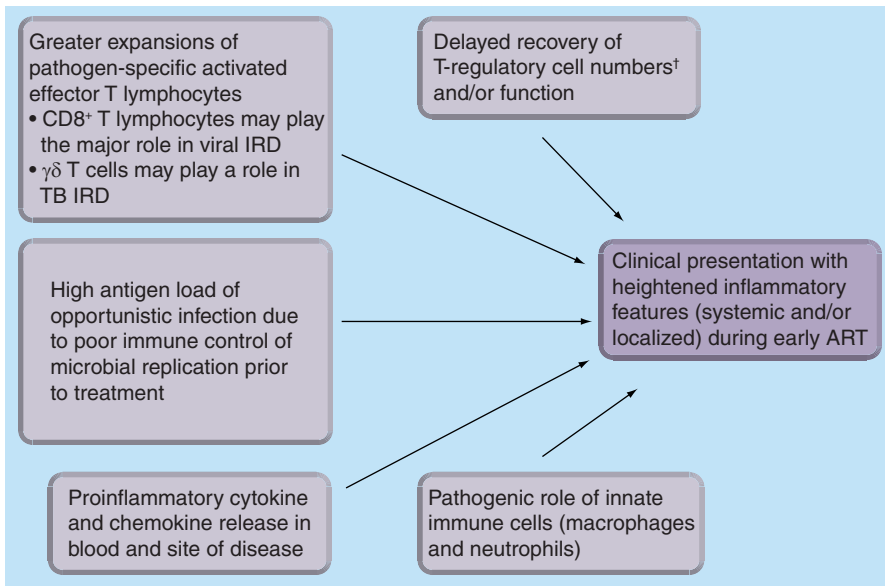 Greater expansions of
pathogen-specific activated
effector T lymphocytes
• CD8⁺ T lymphocytes may play
the major role in viral IRD
• γδ T cells may play a role in
TB IRD
Delayed recovery of
T-regulatory cell numbers†
and/or function
High antigen load of
opportunistic infection due
to poor immune control of
microbial replication prior
to treatment
Clinical presentation with
heightened inflammatory
features (systemic and/or
localized) during early ART
Proinflammatory cytokine
and chemokine release in
blood and site of disease
Pathogenic role of innate
immune cells (macrophages
and neutrophils)